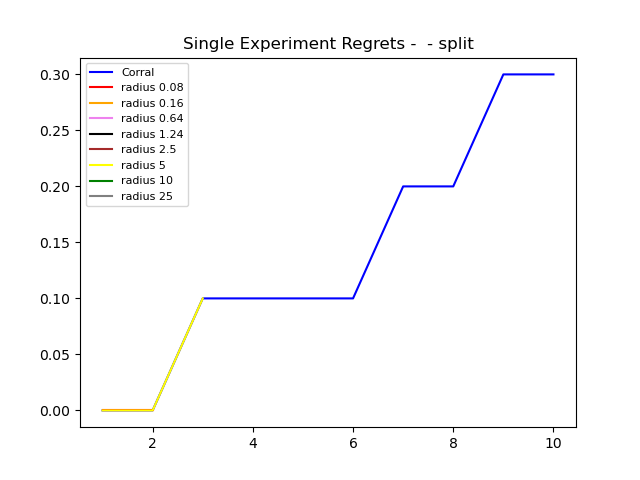 Single Experiment Regrets -  - split
Corral
radius 0.08
radius 0.16
radius 0.64
radius 1.24
radius 2.5
radius 5
radius 10
radius 25
0.30
0.25
0.20
0.15
0.10
0.05
0.00
2 4 6 8 10